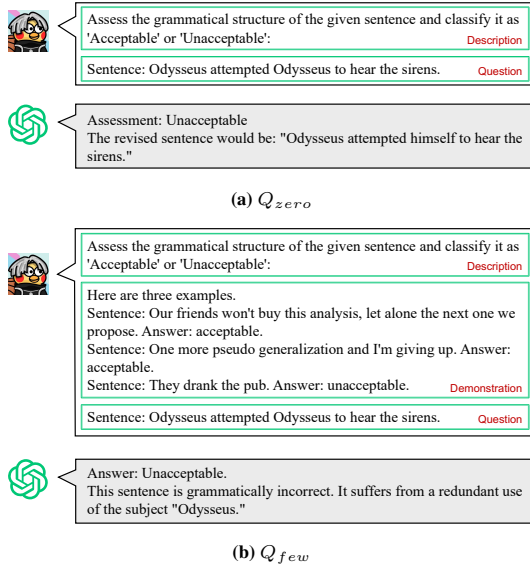 Assess the grammatical structure of the given sentence and classify it as
'Acceptable' or 'Unacceptable':
Description
Sentence: Odysseus attempted Odysseus to hear the sirens.
Question
Assessment: Unacceptable
The revised sentence would be: "Odysseus attempted himself to hear the
sirens."
(a) Qzero
Assess the grammatical structure of the given sentence and classify it as
'Acceptable' or 'Unacceptable':
Description
Here are three examples.
Sentence: Our friends won't buy this analysis, let alone the next one we
propose. Answer: acceptable.
Sentence: One more pseudo generalization and I'm giving up. Answer:
acceptable.
Sentence: They drank the pub. Answer: unacceptable.
Demonstration
Sentence: Odysseus attempted Odysseus to hear the sirens.
Question
Answer: Unacceptable.
This sentence is grammatically incorrect. It suffers from a redundant use
of the subject "Odysseus."
(b) Qfew